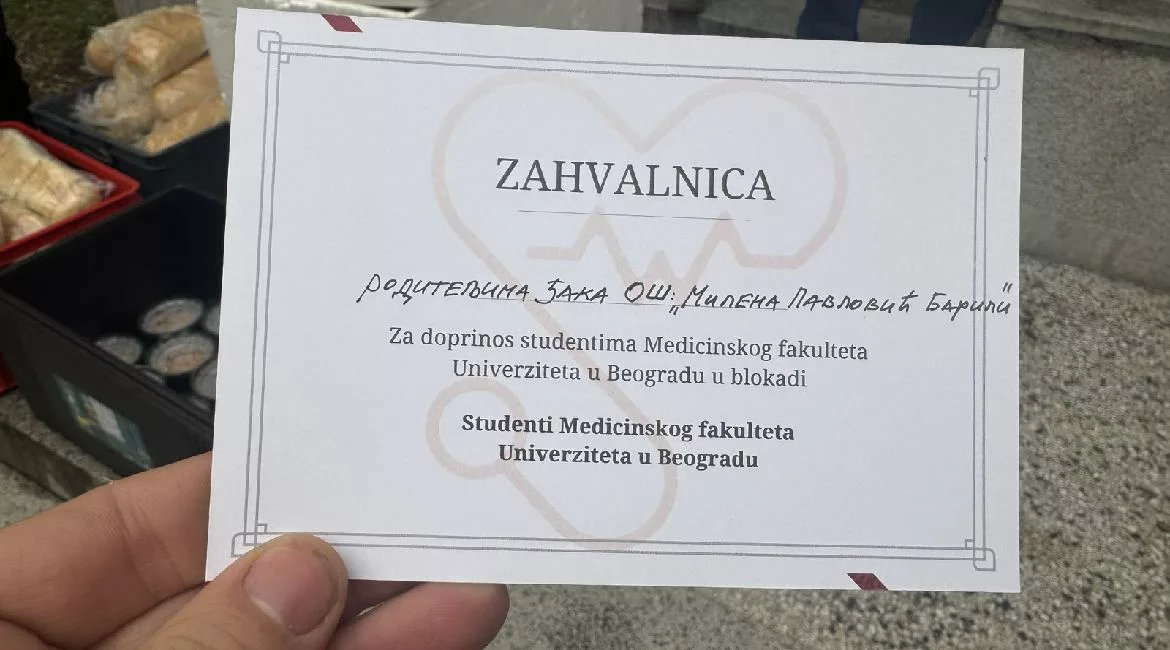 ZAHVALNICA
РОДИТЕЉИМА ЂАКА ОШ: „МИЛЕНА ПАВЛОВИЋ БАРИЛИ“
Za doprinos studentima Medicinskog fakulteta
Univerziteta u Beogradu u blokadi
Studenti Medicinskog fakulteta
Univerziteta u Beogradu